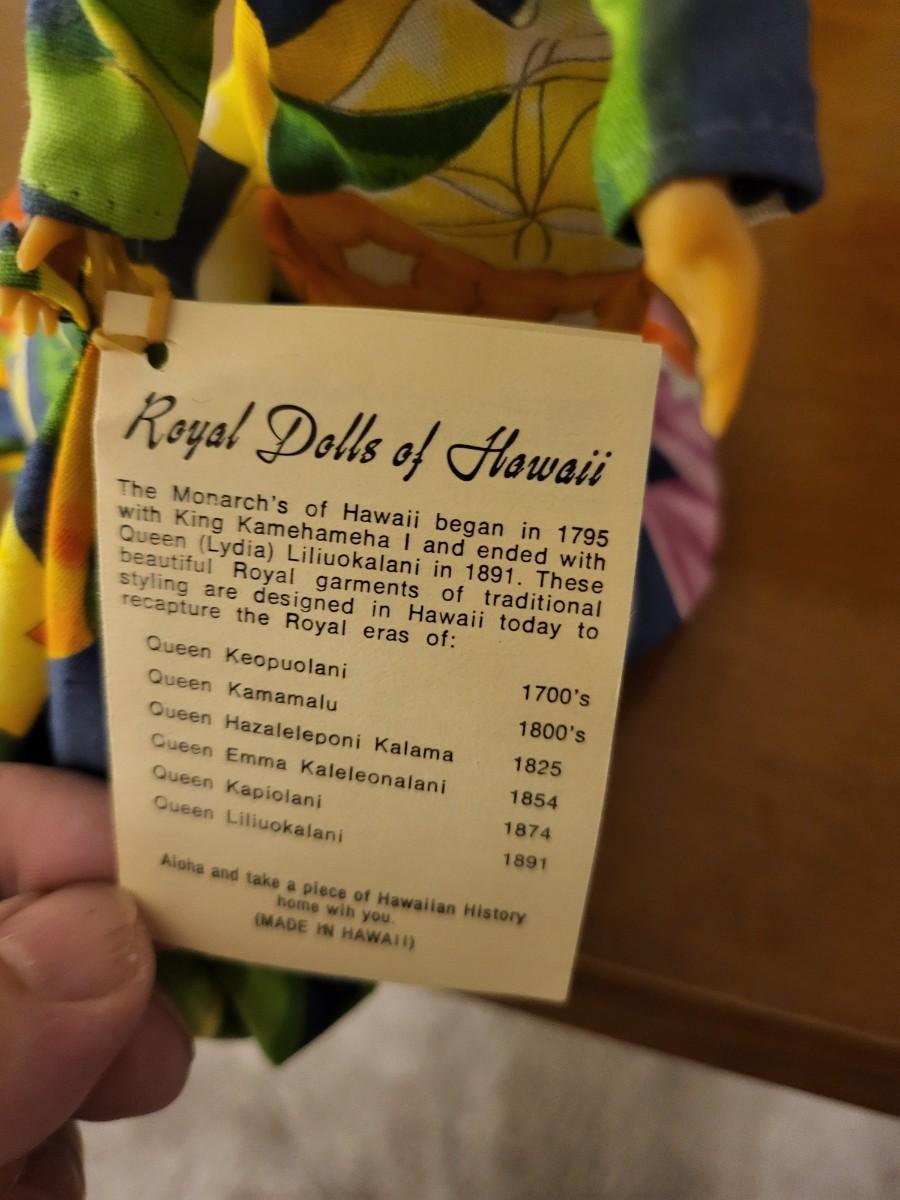 Royal Dolls of Hawaii
The Monarch's of Hawaii began in 1795
with King Kamehameha I and ended with
Queen (Lydia) Liliuokalani in 1891. These
beautiful Royal garments of traditional
styling are designed in Hawaii today to
recapture the Royal eras of:
Queen Keopuolani 1700's
Queen Kamamalu 1800's
Queen Hazaleleponi Kalama 1825
Queen Emma Kaleleonalani 1854
Queen Kapiolani 1874
Queen Liliuokalani 1891
Aloha and take a piece of Hawaiian History
home wih you.
(MADE IN HAWAII)